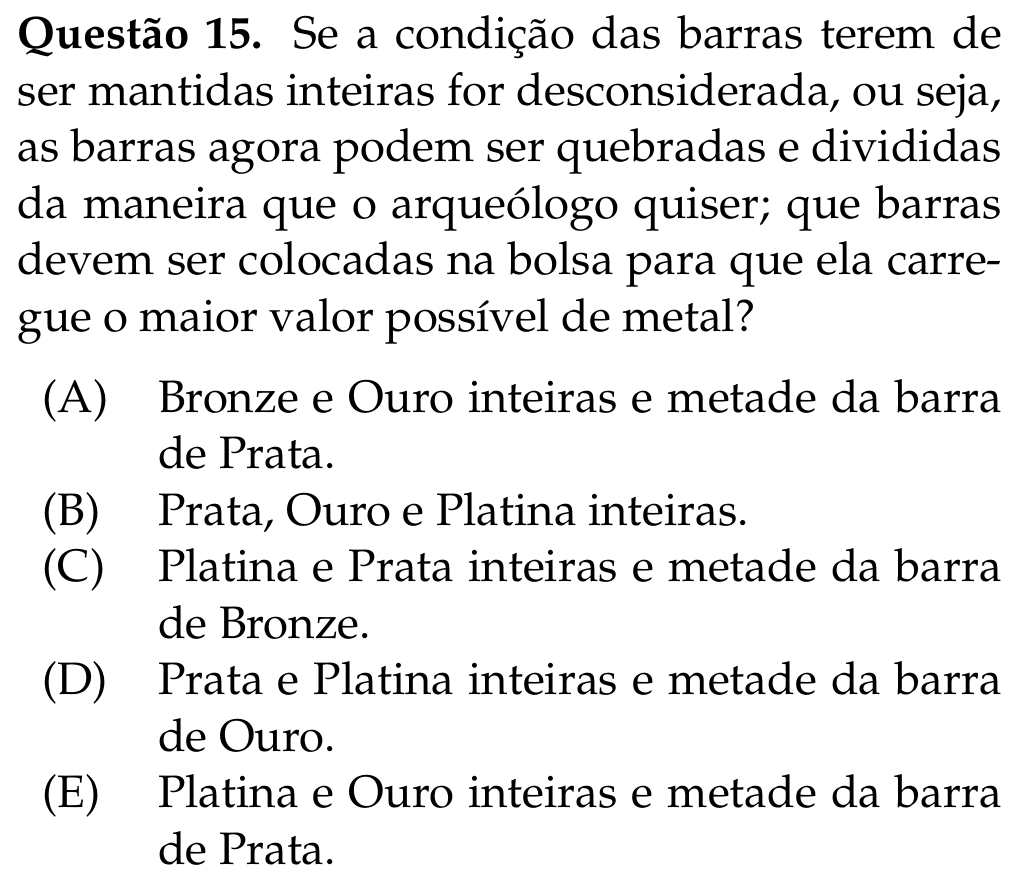 Questão 15. Se a condição das barras terem de
ser mantidas inteiras for desconsiderada, ou seja,
as barras agora podem ser quebradas e divididas
da maneira que o arqueólogo quiser; que barras
devem ser colocadas na bolsa para que ela carre-
gue o maior valor possível de metal?
(A) Bronze e Ouro inteiras e metade da barra
de Prata.
(B) Prata, Ouro e Platina inteiras.
(C) Platina e Prata inteiras e metade da barra
de Bronze.
(D) Prata e Platina inteiras e metade da barra
de Ouro.
(E) Platina e Ouro inteiras e metade da barra
de Prata.